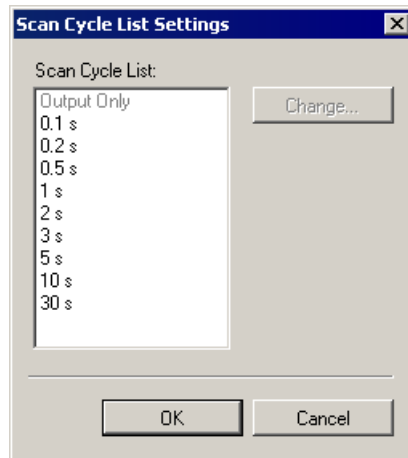 Scan Cycle List Settings
Scan Cycle List:
Output Only
0.1 s
0.2 s
0.5 s
1 s
2 s
3 s
5 s
10 s
30 s
Change...
OK
Cancel